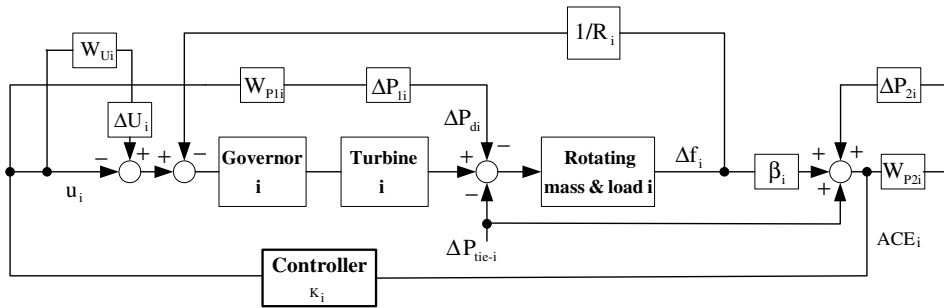 W_Ui
1/R_i
W_P1i
ΔP_1i
ΔP_2i
ΔU_i
ΔP_di
Governor
i
Turbine
i
Rotating
mass & load i
Δf_i
β_i
W_P2i
− + + − + − − + + + +
u_i
ΔP_tie-i
ACE_i
Controller
K_i